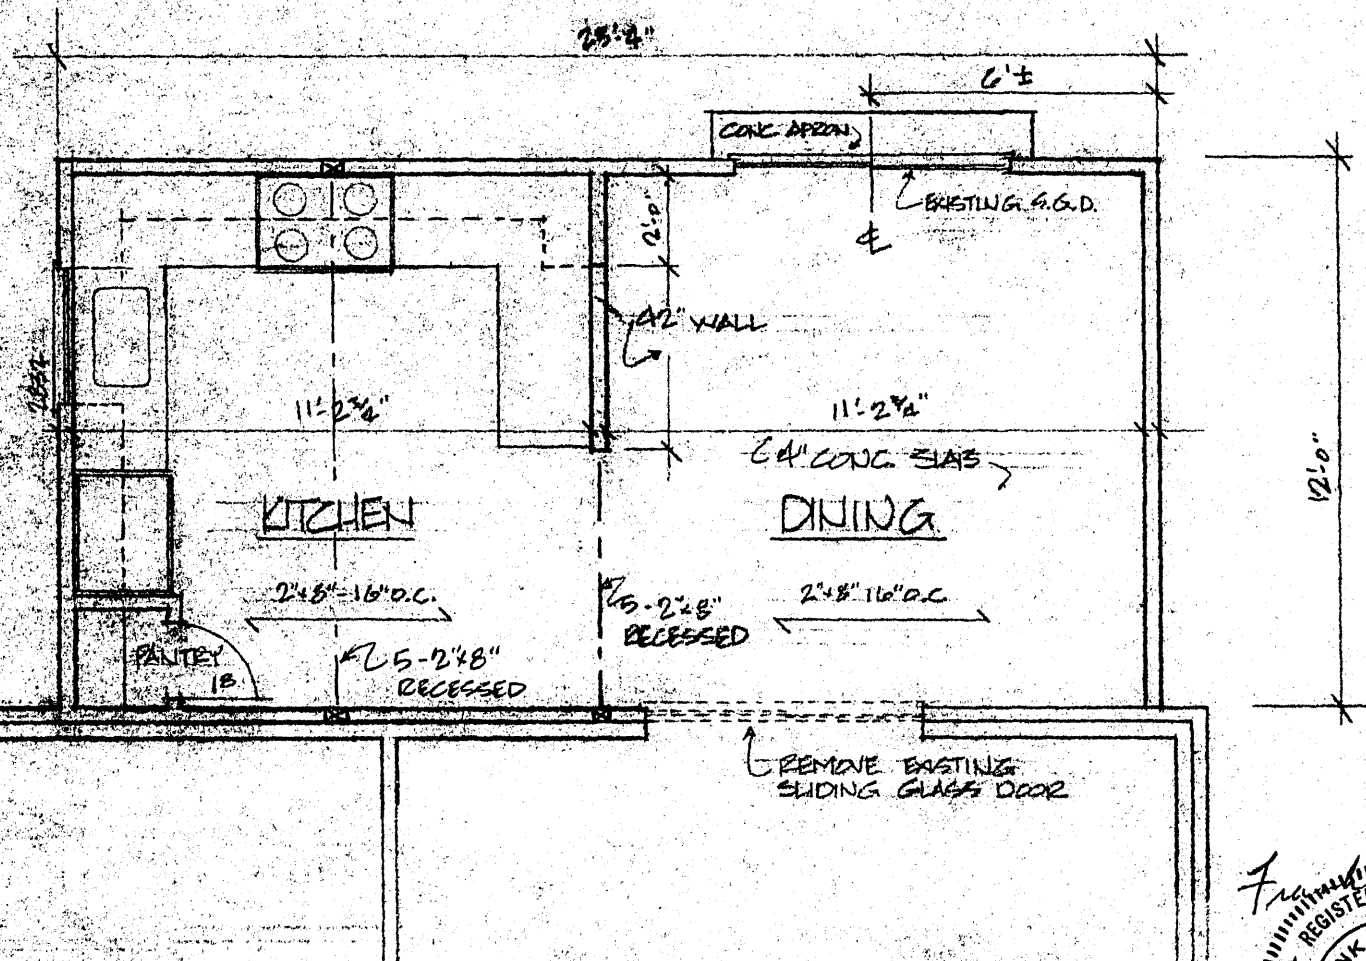 6'±
CONC. APRON
EXISTING S.G.D.
2'-0"
42" WALL
11'-2¾"
11'-2¾"
4" CONC. SLAB
12'-0"
KITCHEN
DINING
2"x8"-16"O.C.
2"x8" 16"O.C.
5-2"x8"
RECESSED
PANTRY
18
5-2"x8"
RECESSED
REMOVE EXISTING
SLIDING GLASS DOOR
REGISTE